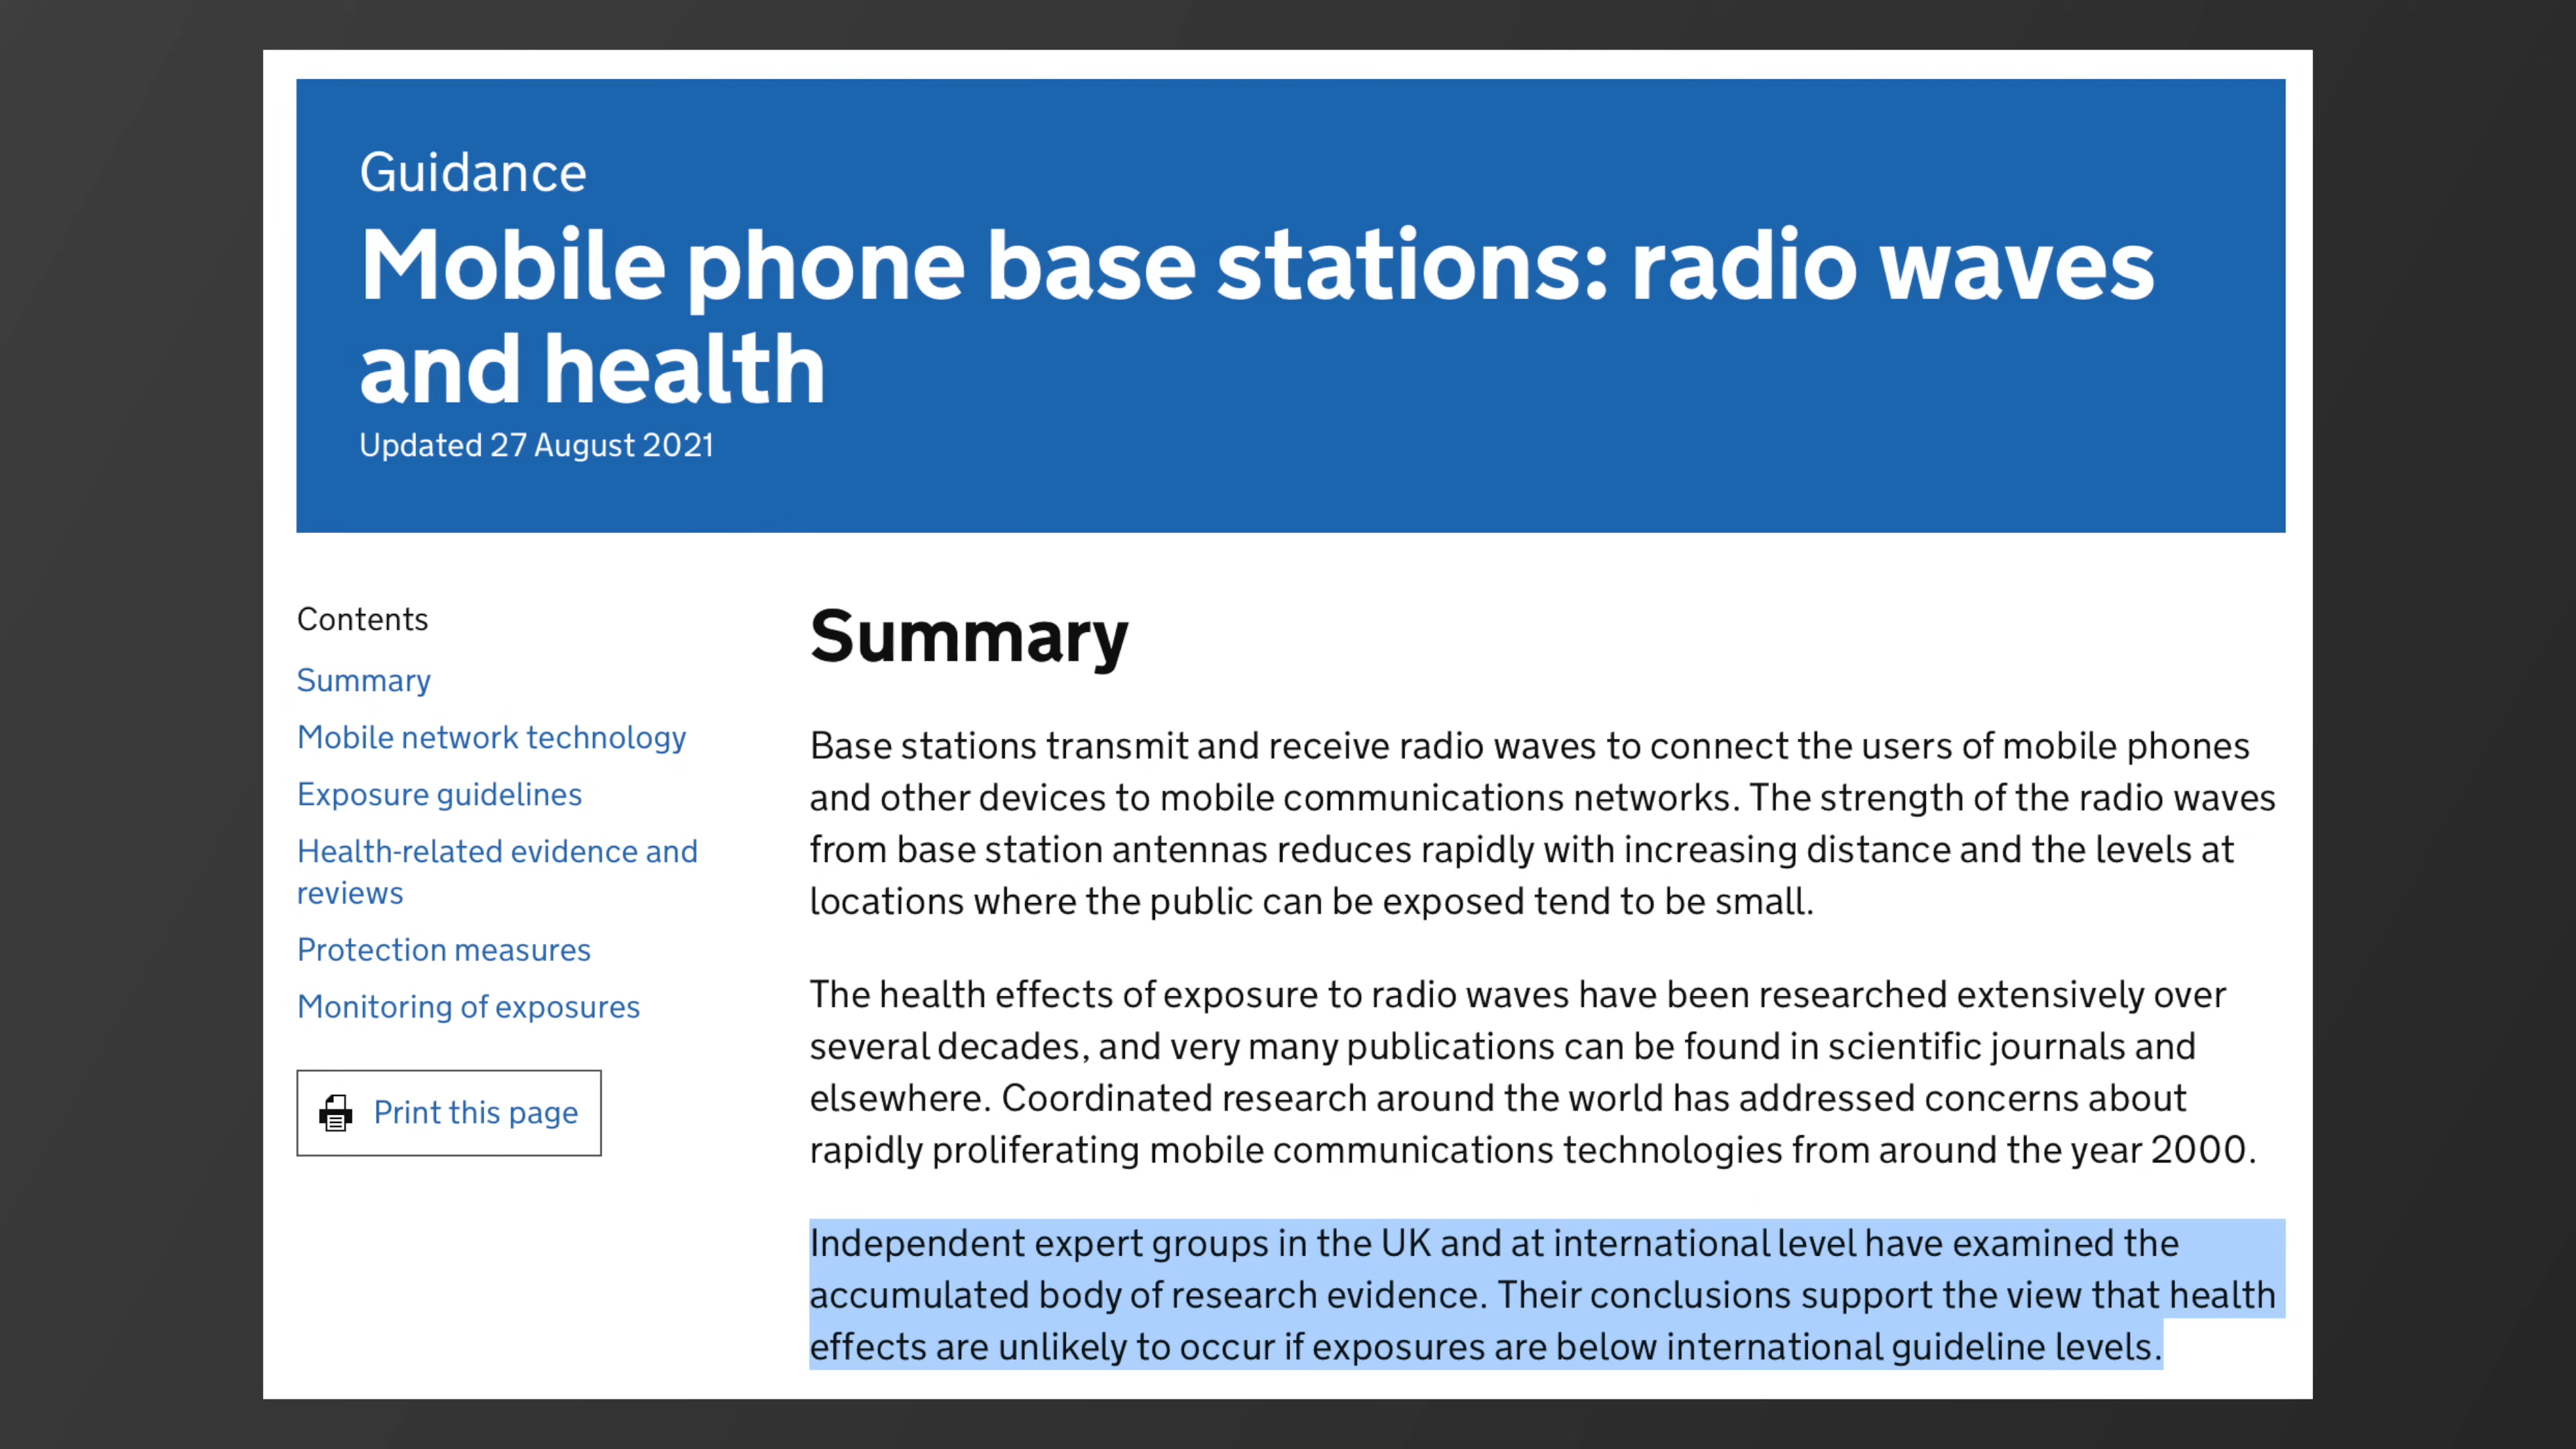 Guidance
Mobile phone base stations: radio waves
and health
Updated 27 August 2021
Contents
Summary
Mobile network technology
Exposure guidelines
Health-related evidence and
reviews
Protection measures
Monitoring of exposures
Print this page
Summary
Base stations transmit and receive radio waves to connect the users of mobile phones
and other devices to mobile communications networks. The strength of the radio waves
from base station antennas reduces rapidly with increasing distance and the levels at
locations where the public can be exposed tend to be small.
The health effects of exposure to radio waves have been researched extensively over
several decades, and very many publications can be found in scientific journals and
elsewhere. Coordinated research around the world has addressed concerns about
rapidly proliferating mobile communications technologies from around the year 2000.
Independent expert groups in the UK and at international level have examined the
accumulated body of research evidence. Their conclusions support the view that health
effects are unlikely to occur if exposures are below international guideline levels.